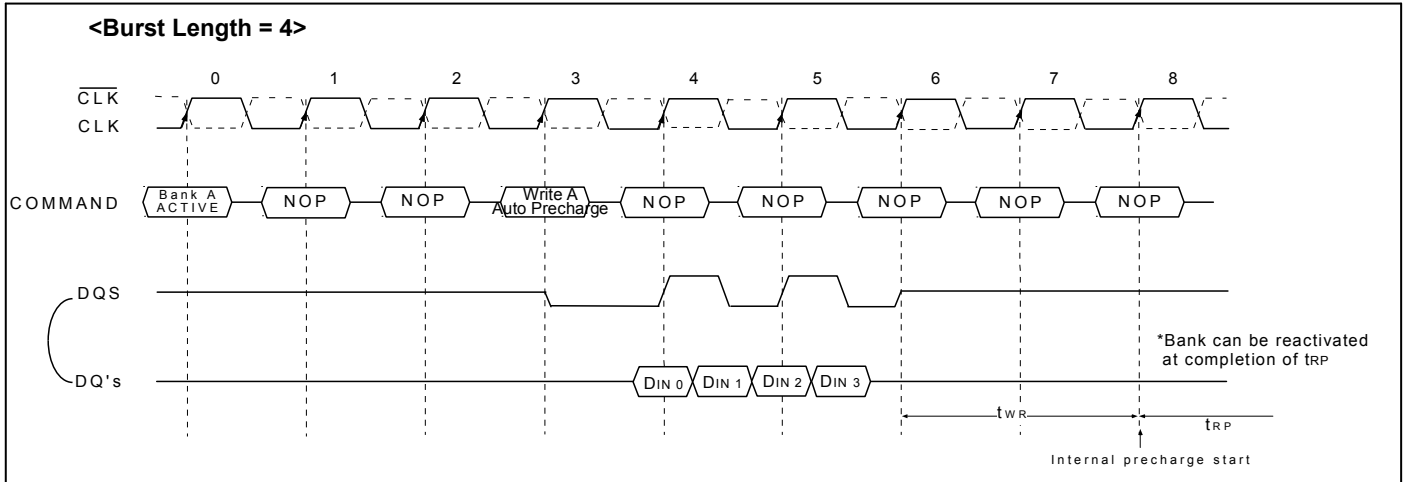 <Burst Length = 4>
0 1 2 3 4 5 6 7 8
CLK
CLK
COMMAND
Bank A
ACTIVE
NOP
NOP
Write A
Auto Precharge
NOP
NOP
NOP
NOP
NOP
DQS
*Bank can be reactivated
at completion of tRP
DQ's
DIN 0
DIN 1
DIN 2
DIN 3
tWR
tRP
Internal precharge start